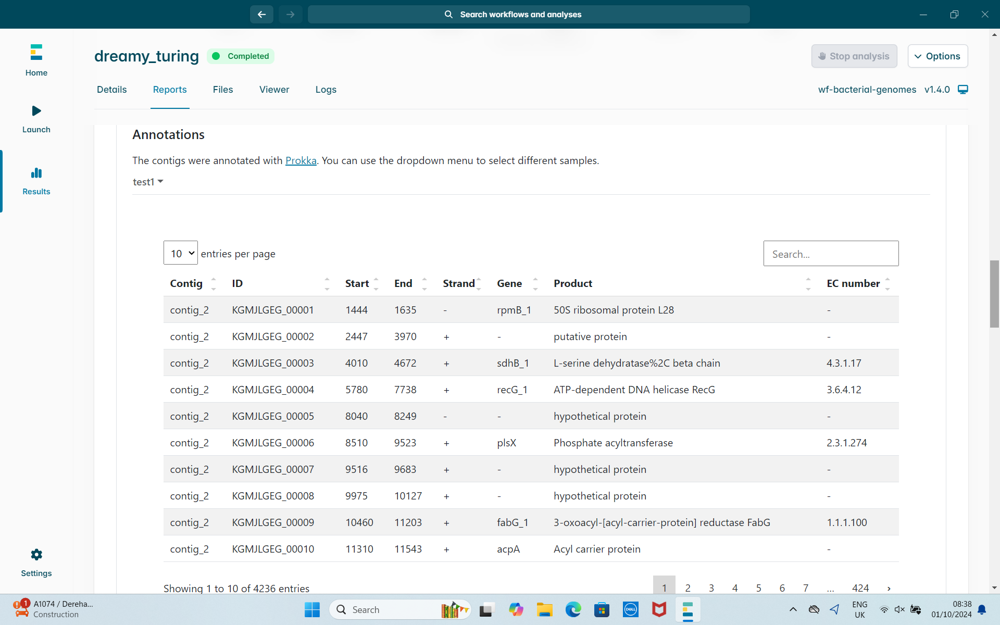 Search workflows and analyses
dreamy_turing Completed Stop analysis Options
Home
Details Reports Files Viewer Logs wf-bacterial-genomes v1.4.0
Launch
Results
Settings
Annotations
The contigs were annotated with Prokka. You can use the dropdown menu to select different samples.
test1
10 entries per page Search...
Contig ID Start End Strand Gene Product EC number
contig_2 KGMJLGEG_00001 1444 1635 - rpmB_1 50S ribosomal protein L28 -
contig_2 KGMJLGEG_00002 2447 3970 + - putative protein -
contig_2 KGMJLGEG_00003 4010 4672 + sdhB_1 L-serine dehydratase%2C beta chain 4.3.1.17
contig_2 KGMJLGEG_00004 5780 7738 + recG_1 ATP-dependent DNA helicase RecG 3.6.4.12
contig_2 KGMJLGEG_00005 8040 8249 - - hypothetical protein -
contig_2 KGMJLGEG_00006 8510 9523 + plsX Phosphate acyltransferase 2.3.1.274
contig_2 KGMJLGEG_00007 9516 9683 + - hypothetical protein -
contig_2 KGMJLGEG_00008 9975 10127 + - hypothetical protein -
contig_2 KGMJLGEG_00009 10460 11203 + fabG_1 3-oxoacyl-[acyl-carrier-protein] reductase FabG 1.1.1.100
contig_2 KGMJLGEG_00010 11310 11543 + acpA Acyl carrier protein -
Showing 1 to 10 of 4236 entries 1 2 3 4 5 6 7 ... 424 ›
1 A1074 / Dereha...
Construction
Search
DELL
ENG
UK
08:38
01/10/2024